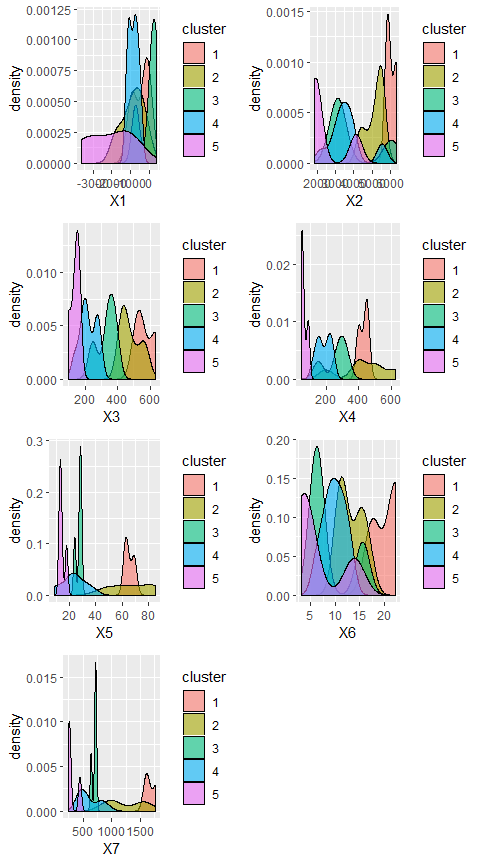 0.00125
0.00100
0.00075
0.00050
0.00025
0.00000
density
X1
cluster
1
2
3
4
5
0.0015
0.0010
0.0005
0.0000
density
X2
cluster
1
2
3
4
5
0.010
0.005
0.000
density
200 400 600
X3
cluster
1
2
3
4
5
0.02
0.01
0.00
density
200 400 600
X4
cluster
1
2
3
4
5
0.3
0.2
0.1
0.0
density
20 40 60 80
X5
cluster
1
2
3
4
5
0.20
0.15
0.10
0.05
0.00
density
5 10 15 20
X6
cluster
1
2
3
4
5
0.015
0.010
0.005
0.000
density
500 1000 1500
X7
cluster
1
2
3
4
5